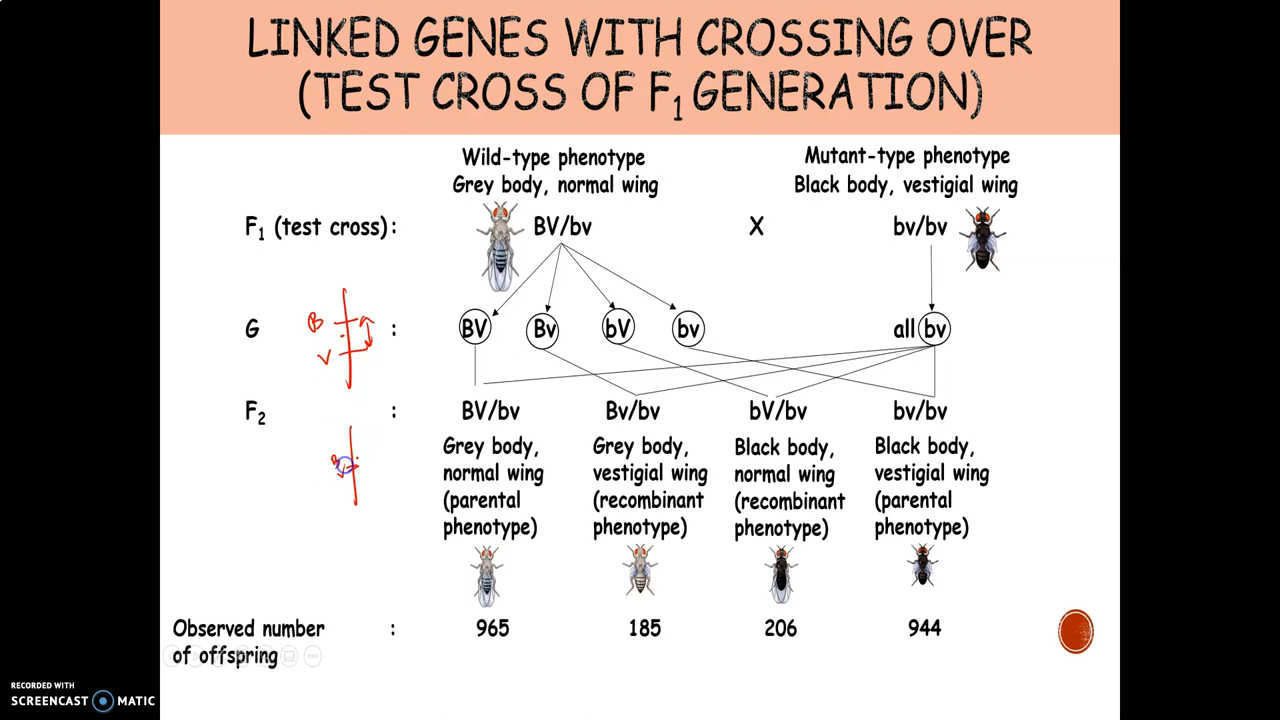 LINKED GENES WITH CROSSING OVER
(TEST CROSS OF F₁ GENERATION)
Wild-type phenotype
Grey body, normal wing
Mutant-type phenotype
Black body, vestigial wing
F₁ (test cross) :
BV/bv
X
bv/bv
G
B
V
:
BV
Bv
bV
bv
all bv
F₂
:
BV/bv
Bv/bv
bV/bv
bv/bv
Grey body,
normal wing
(parental
phenotype)
Grey body,
vestigial wing
(recombinant
phenotype)
Black body,
normal wing
(recombinant
phenotype)
Black body,
vestigial wing
(parental
phenotype)
B
Observed number
of offspring
:
965
185
206
944
RECORDED WITH
SCREENCAST MATIC